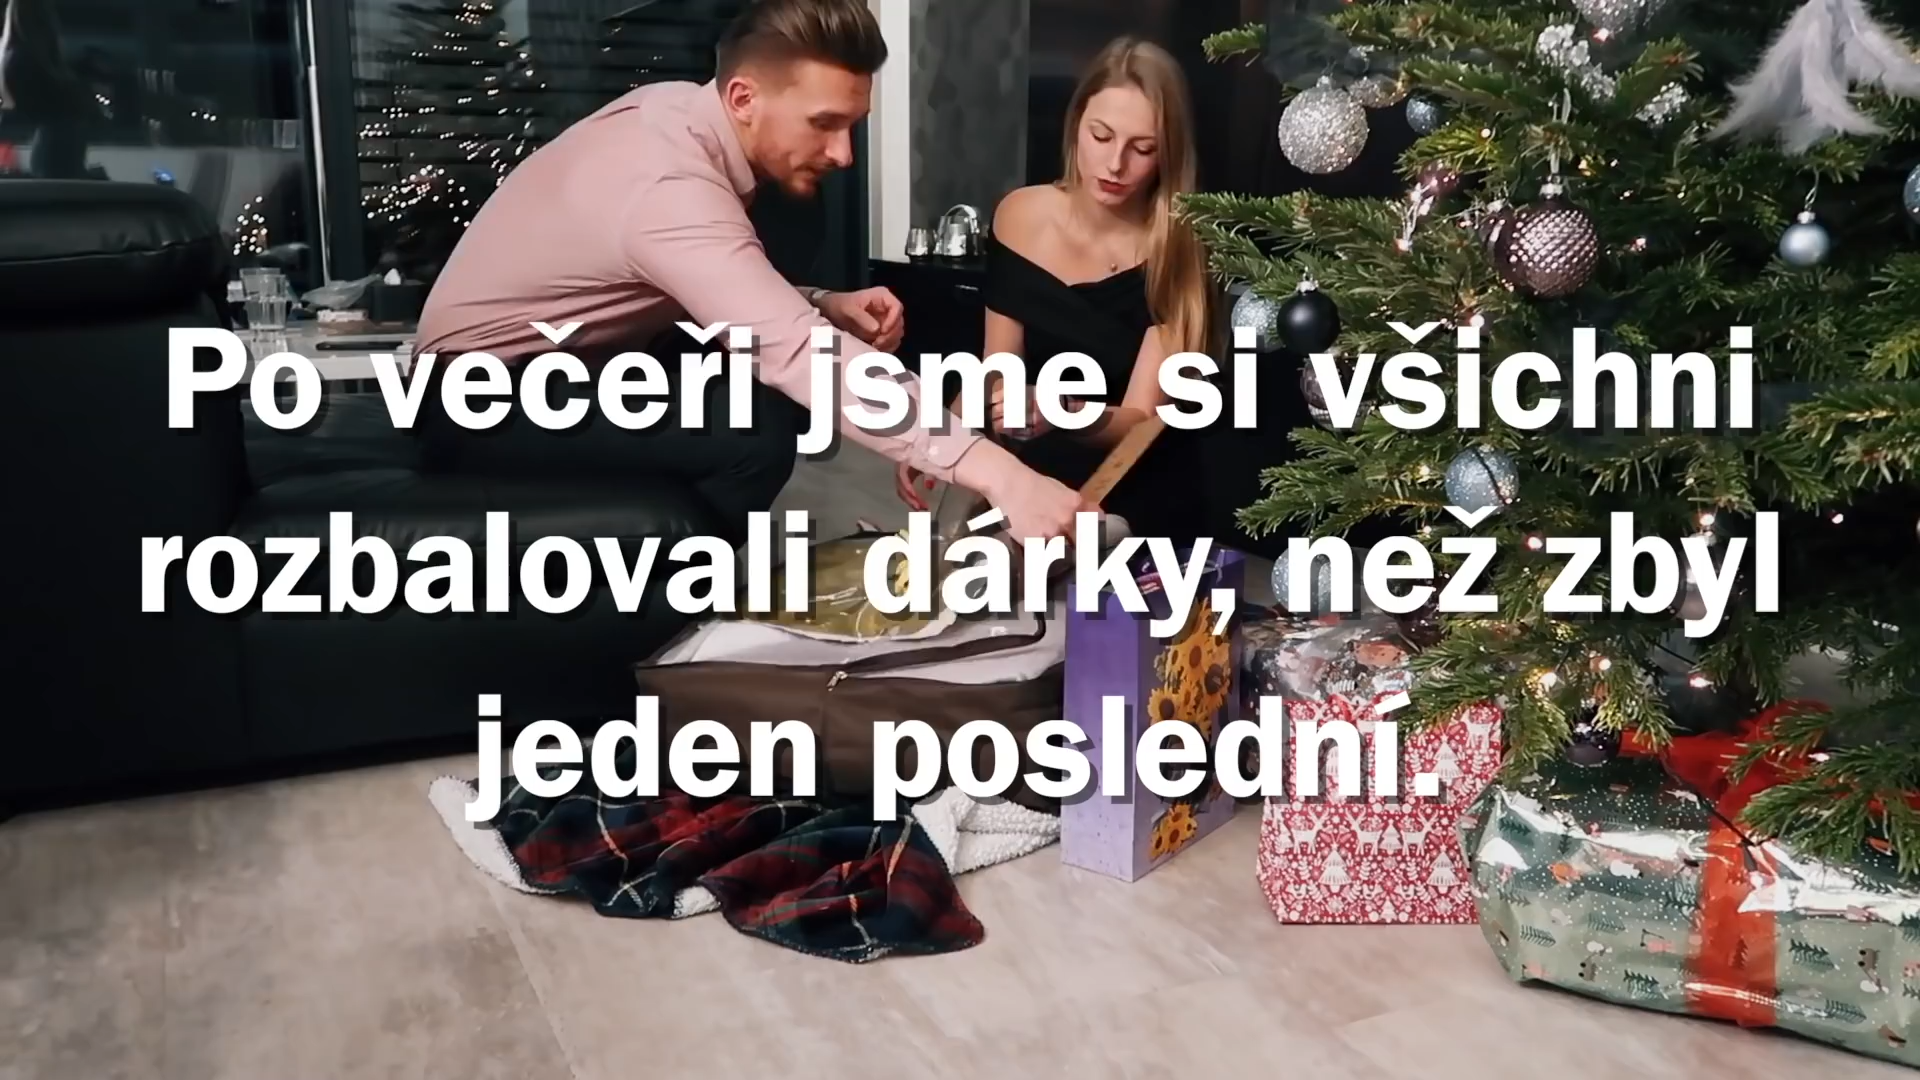 Po večeři jsme si všichni
rozbalovali dárky, než zbyl
jeden poslední.